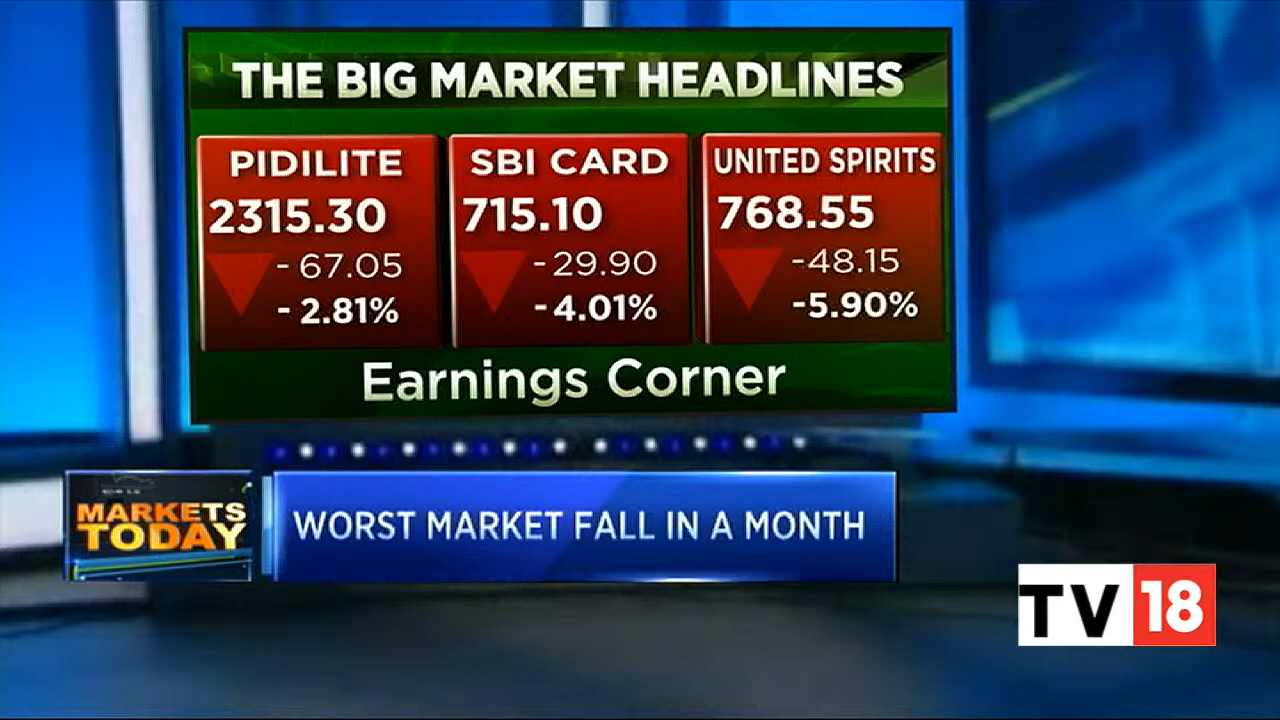 THE BIG MARKET HEADLINES
PIDILITE
2315.30
- 67.05
- 2.81%
SBI CARD
715.10
-29.90
-4.01%
UNITED SPIRITS
768.55
-48.15
-5.90%
Earnings Corner
MARKETS
TODAY
WORST MARKET FALL IN A MONTH
TV18